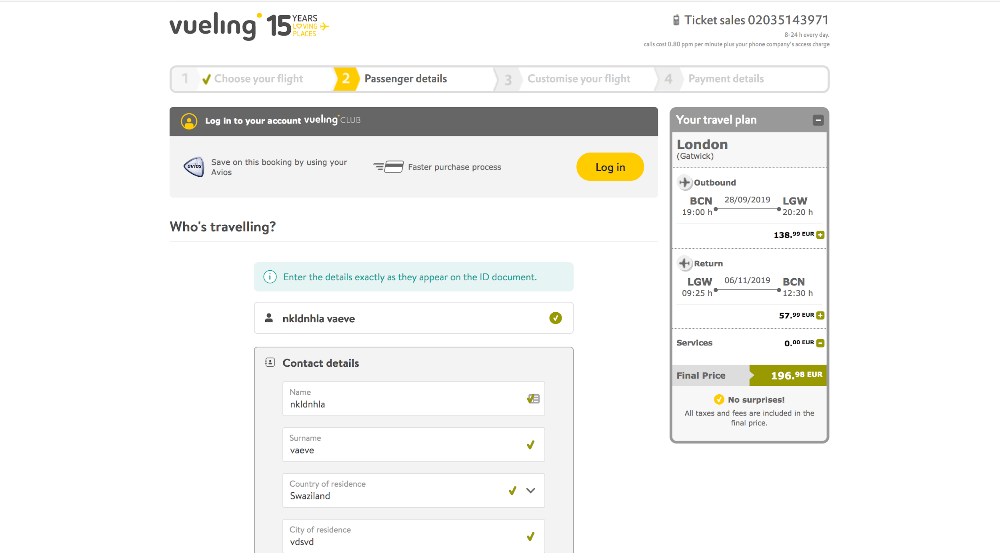 vueling 15 YEARS LOVING PLACES
Ticket sales 02035143971
8-24 h every day.
calls cost 0.80 ppm per minute plus your phone company's access charge
1 Choose your flight 2 Passenger details 3 Customise your flight 4 Payment details
Log in to your account vueling CLUB
avios
Save on this booking by using your
Avios
Faster purchase process
Log in
Who's travelling?
Enter the details exactly as they appear on the ID document.
nkldnhla vaeve
Contact details
Name
nkldnhla
Surname
vaeve
Country of residence
Swaziland
City of residence
vdsvd
Your travel plan
London
(Gatwick)
Outbound
BCN 28/09/2019 LGW
19:00 h 20:20 h
138.99 EUR
Return
LGW 06/11/2019 BCN
09:25 h 12:30 h
57.99 EUR
Services 0.00 EUR
Final Price 196.98 EUR
No surprises!
All taxes and fees are included in the
final price.